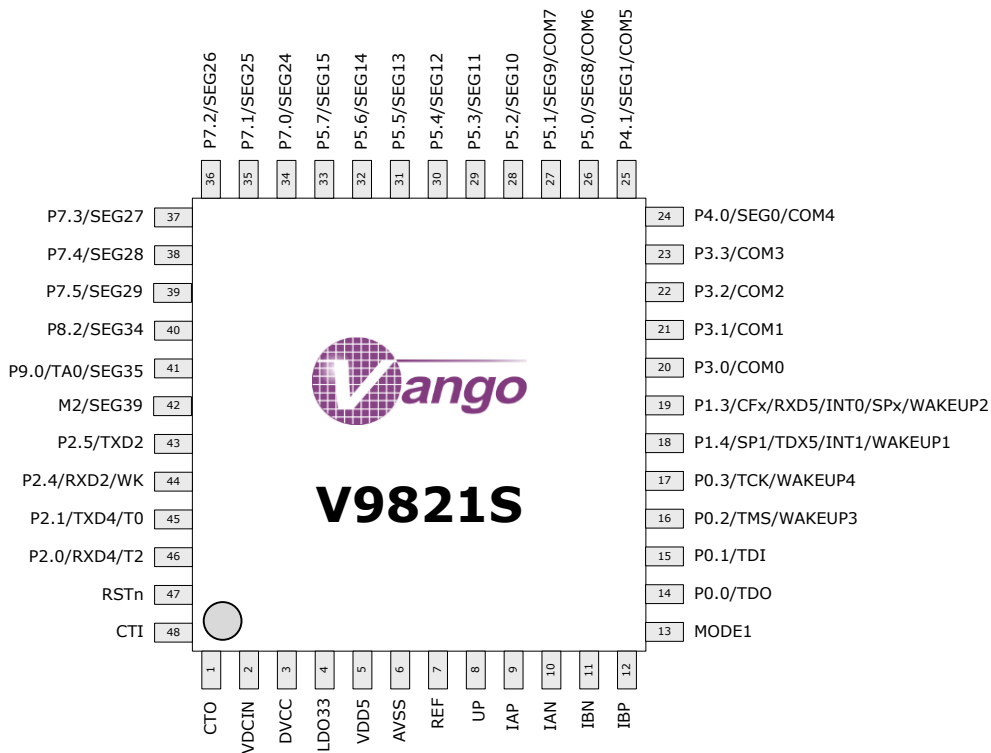 P7.2/SEG26
P7.1/SEG25
P7.0/SEG24
P5.7/SEG15
P5.6/SEG14
P5.5/SEG13
P5.4/SEG12
P5.3/SEG11
P5.2/SEG10
P5.1/SEG9/COM7
P5.0/SEG8/COM6
P4.1/SEG1/COM5
36 35 34 33 32 31 30 29 28 27 26 25
P7.3/SEG27 37
P7.4/SEG28 38
P7.5/SEG29 39
P8.2/SEG34 40
P9.0/TA0/SEG35 41
M2/SEG39 42
P2.5/TXD2 43
P2.4/RXD2/WK 44
P2.1/TXD4/T0 45
P2.0/RXD4/T2 46
RSTn 47
CTI 48
Vango
V9821S
24 P4.0/SEG0/COM4
23 P3.3/COM3
22 P3.2/COM2
21 P3.1/COM1
20 P3.0/COM0
19 P1.3/CFx/RXD5/INT0/SPx/WAKEUP2
18 P1.4/SP1/TDX5/INT1/WAKEUP1
17 P0.3/TCK/WAKEUP4
16 P0.2/TMS/WAKEUP3
15 P0.1/TDI
14 P0.0/TDO
13 MODE1
1 2 3 4 5 6 7 8 9 10 11 12
CTO
VDCIN
DVCC
LDO33
VDD5
AVSS
REF
UP
IAP
IAN
IBN
IBP